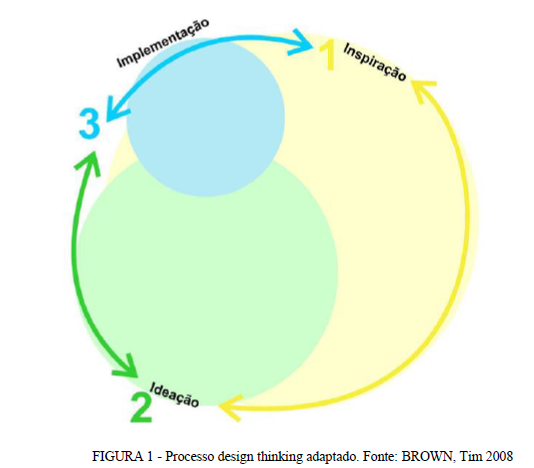 Implementação
1
Inspiração
3
Ideação
2
FIGURA 1 - Processo design thinking adaptado. Fonte: BROWN, Tim 2008